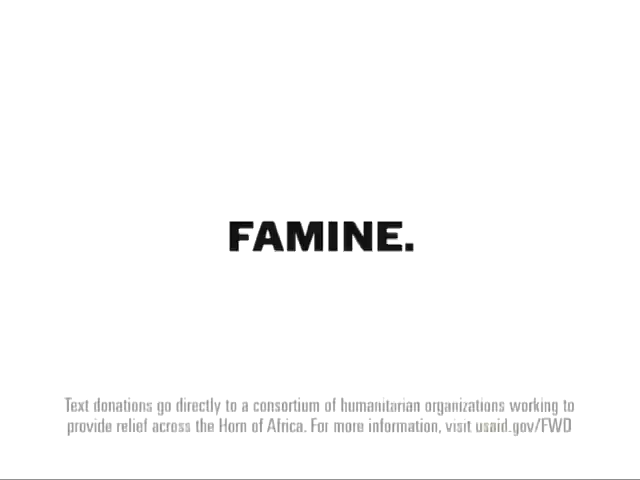 FAMINE.
Text donations go directly to a consortium of humanitarian organizations working to
provide relief across the Horn of Africa. For more information, visit usaid.gov/FWD